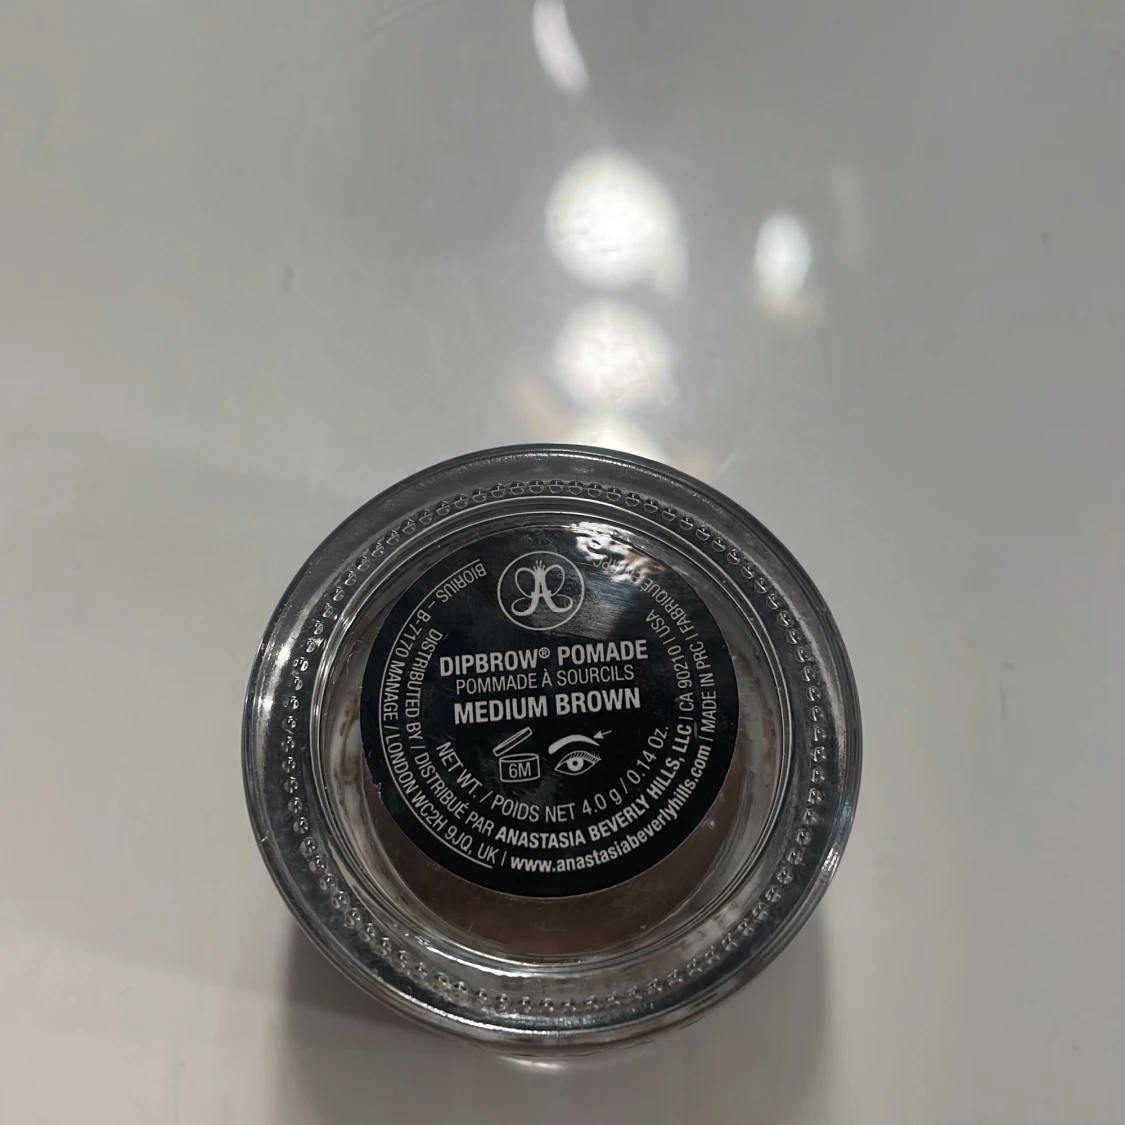 DIPBROW® POMADE
POMMADE À SOURCILS
MEDIUM BROWN
6M
NET WT. / POIDS NET 4.0 g / 0.14 Oz.
DISTRIBUTED BY / DISTRIBUÉ PAR ANASTASIA BEVERLY HILLS, LLC I CA 90210 I USA
BIORIUS – B-7170 MANAGE / LONDON WC2H 9JQ, UK I www.anastasiabeverlyhills.com I MADE IN PRC I FABRIQUÉ EN RPC